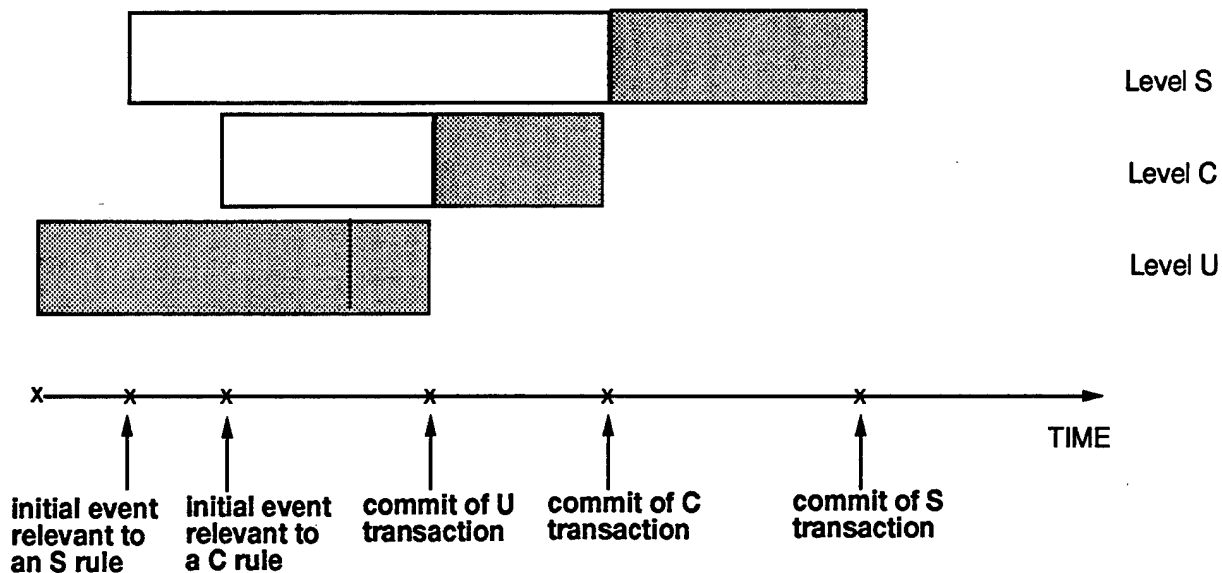 Level S
Level C
Level U
x x x x x x
TIME
initial event
relevant to
an S rule
initial event
relevant to
a C rule
commit of U
transaction
commit of C
transaction
commit of S
transaction